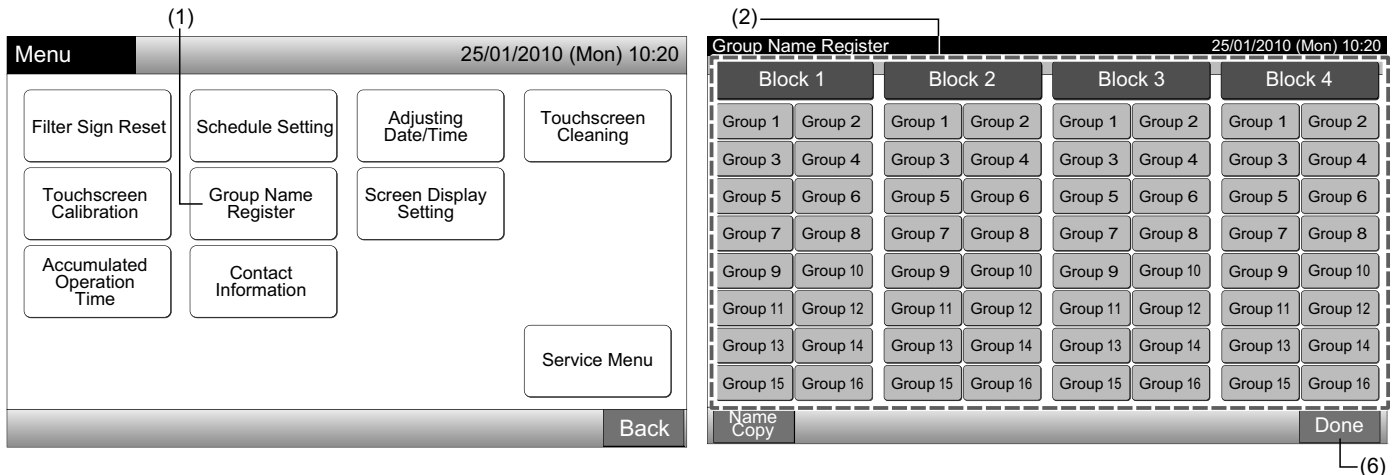 (1)
Menu 25/01/2010 (Mon) 10:20
Filter Sign Reset Schedule Setting Adjusting Date/Time Touchscreen Cleaning
Touchscreen Calibration Group Name Register Screen Display Setting
Accumulated Operation Time Contact Information
Service Menu
Back
(2)
Group Name Register 25/01/2010 (Mon) 10:20
Block 1 Block 2 Block 3 Block 4
Group 1 Group 2 Group 1 Group 2 Group 1 Group 2 Group 1 Group 2
Group 3 Group 4 Group 3 Group 4 Group 3 Group 4 Group 3 Group 4
Group 5 Group 6 Group 5 Group 6 Group 5 Group 6 Group 5 Group 6
Group 7 Group 8 Group 7 Group 8 Group 7 Group 8 Group 7 Group 8
Group 9 Group 10 Group 9 Group 10 Group 9 Group 10 Group 9 Group 10
Group 11 Group 12 Group 11 Group 12 Group 11 Group 12 Group 11 Group 12
Group 13 Group 14 Group 13 Group 14 Group 13 Group 14 Group 13 Group 14
Group 15 Group 16 Group 15 Group 16 Group 15 Group 16 Group 15 Group 16
Name Copy Done
(6)